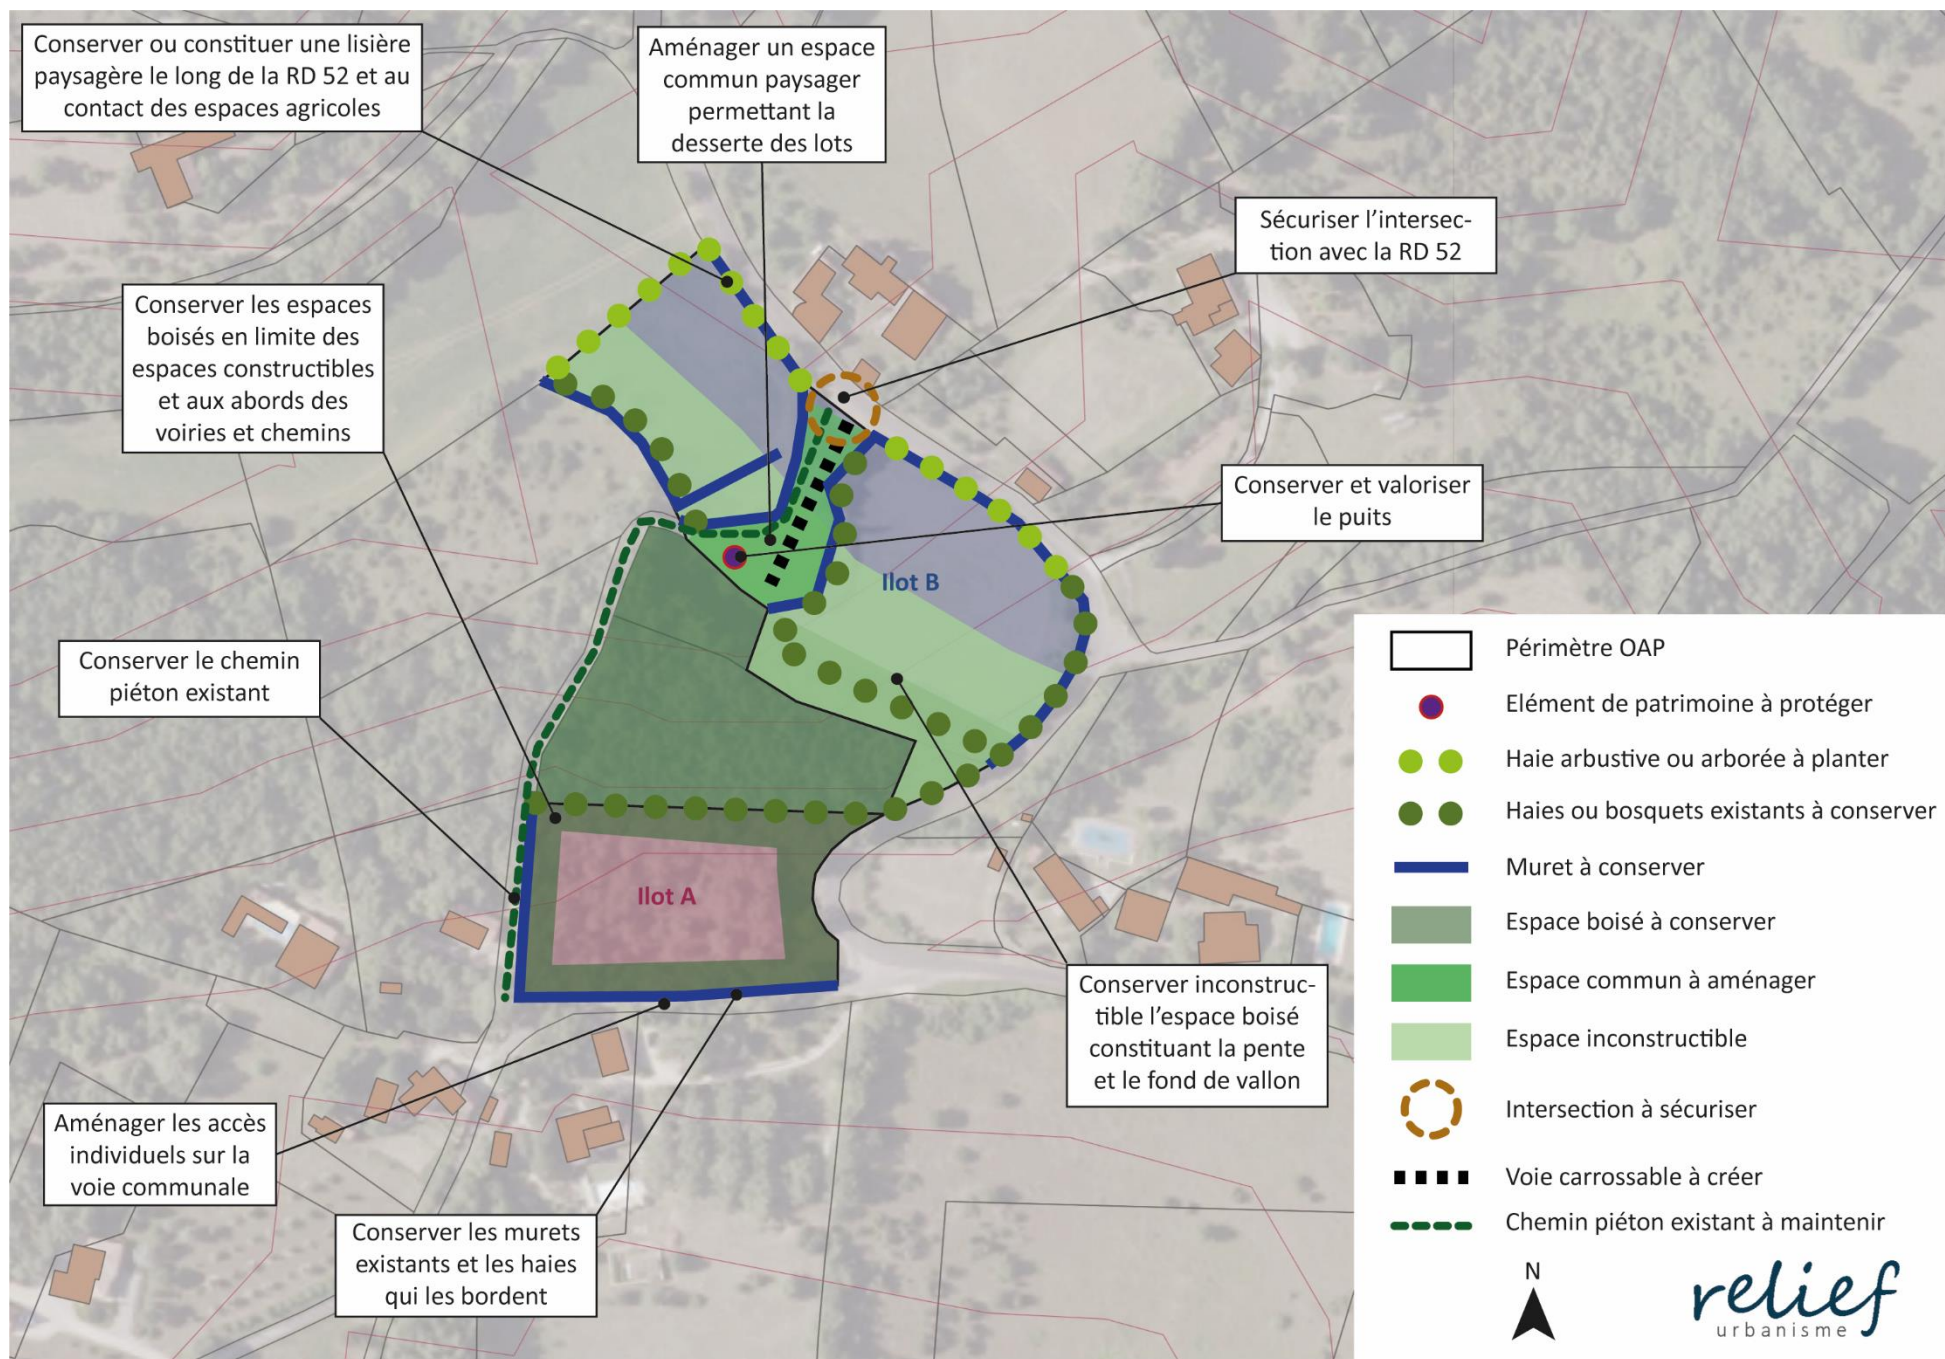 Conserver ou constituer une lisière
paysagère le long de la RD 52 et au
contact des espaces agricoles
Aménager un espace
commun paysager
permettant la
desserte des lots
Sécuriser l'intersec-
tion avec la RD 52
Conserver les espaces
boisés en limite des
espaces constructibles
et aux abords des
voiries et chemins
Conserver et valoriser
le puits
Ilot B
Conserver le chemin
piéton existant
Ilot A
Conserver inconstruc-
tible l'espace boisé
constituant la pente
et le fond de vallon
Aménager les accès
individuels sur la
voie communale
Conserver les murets
existants et les haies
qui les bordent
Périmètre OAP
Elément de patrimoine à protéger
Haie arbustive ou arborée à planter
Haies ou bosquets existants à conserver
Muret à conserver
Espace boisé à conserver
Espace commun à aménager
Espace inconstructible
Intersection à sécuriser
Voie carrossable à créer
Chemin piéton existant à maintenir
N
relief
urbanisme